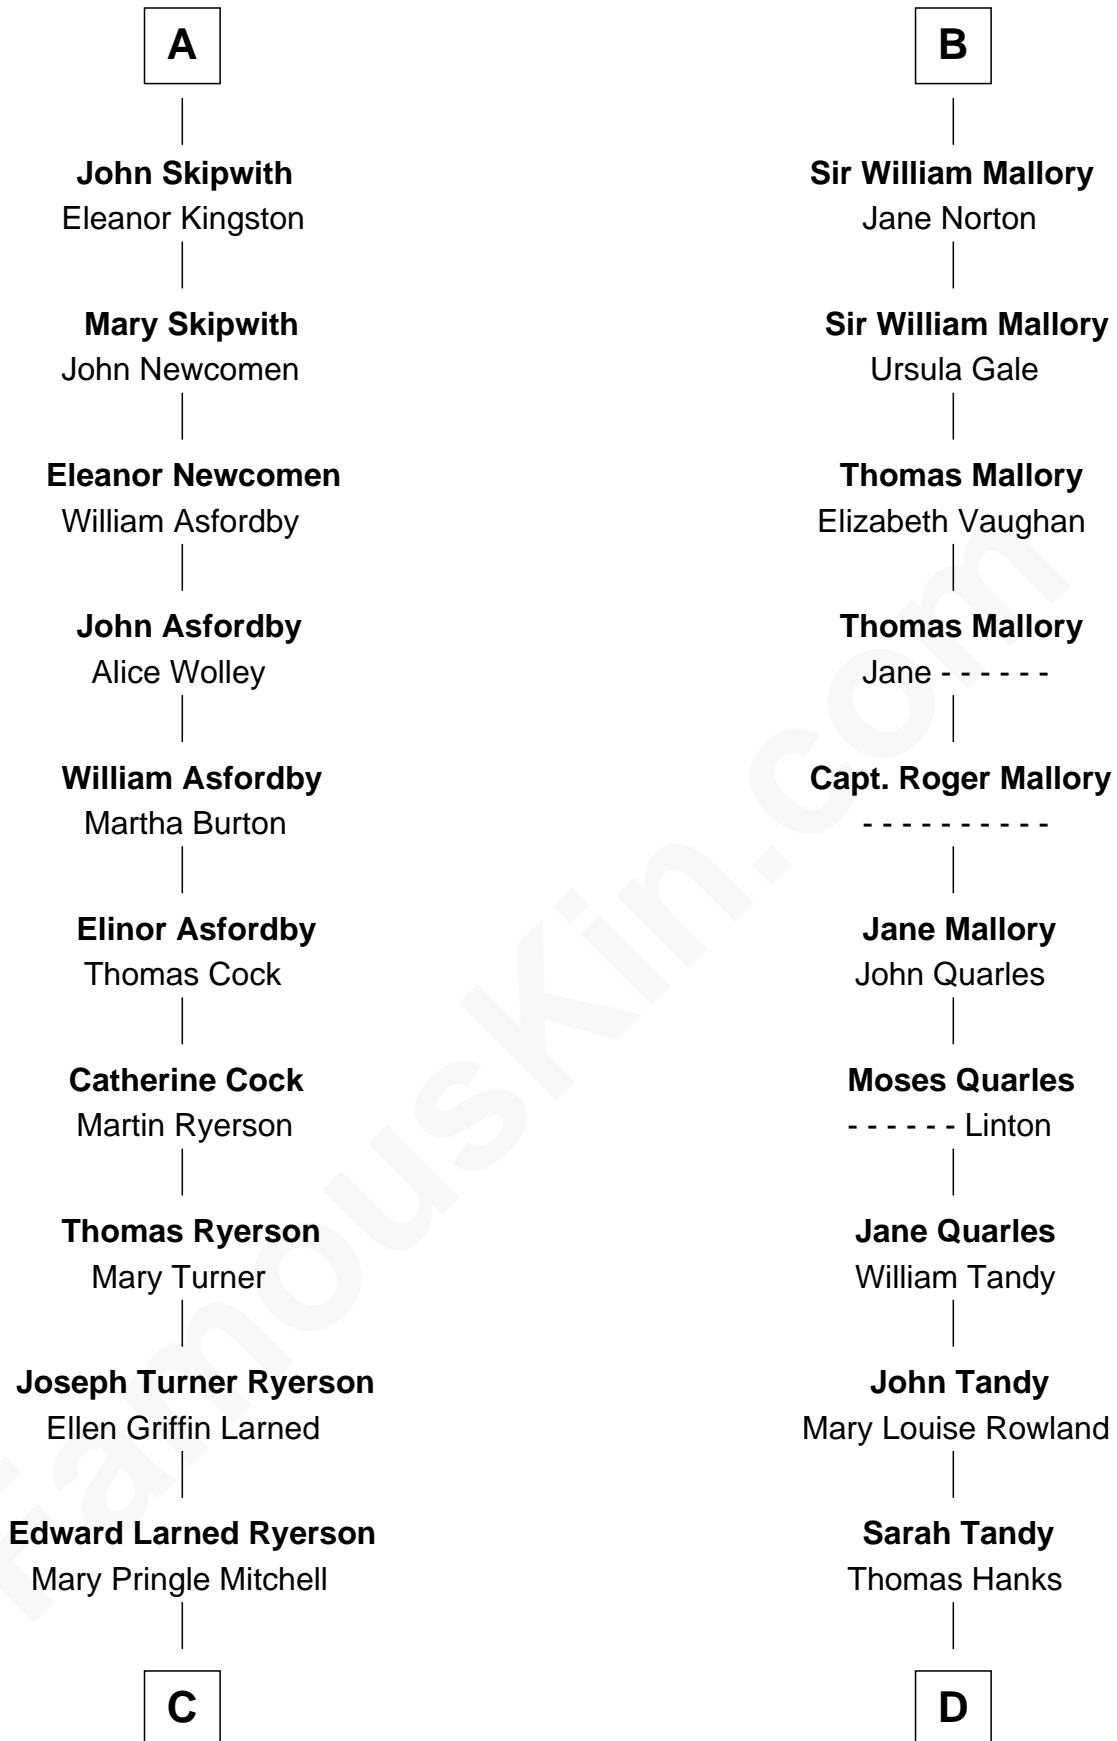 A
John Skipwith
Eleanor Kingston
Mary Skipwith
John Newcomen
Eleanor Newcomen
William Asfordby
John Asfordby
Alice Wolley
William Asfordby
Martha Burton
Elinor Asfordby
Thomas Cock
Catherine Cock
Martin Ryerson
Thomas Ryerson
Mary Turner
Joseph Turner Ryerson
Ellen Griffin Larned
Edward Larned Ryerson
Mary Pringle Mitchell
C
B
Sir William Mallory
Jane Norton
Sir William Mallory
Ursula Gale
Thomas Mallory
Elizabeth Vaughan
Thomas Mallory
Jane - - - - - -
Capt. Roger Mallory
- - - - - - - - - -
Jane Mallory
John Quarles
Moses Quarles
- - - - - - Linton
Jane Quarles
William Tandy
John Tandy
Mary Louise Rowland
Sarah Tandy
Thomas Hanks
D
FamousKin.com